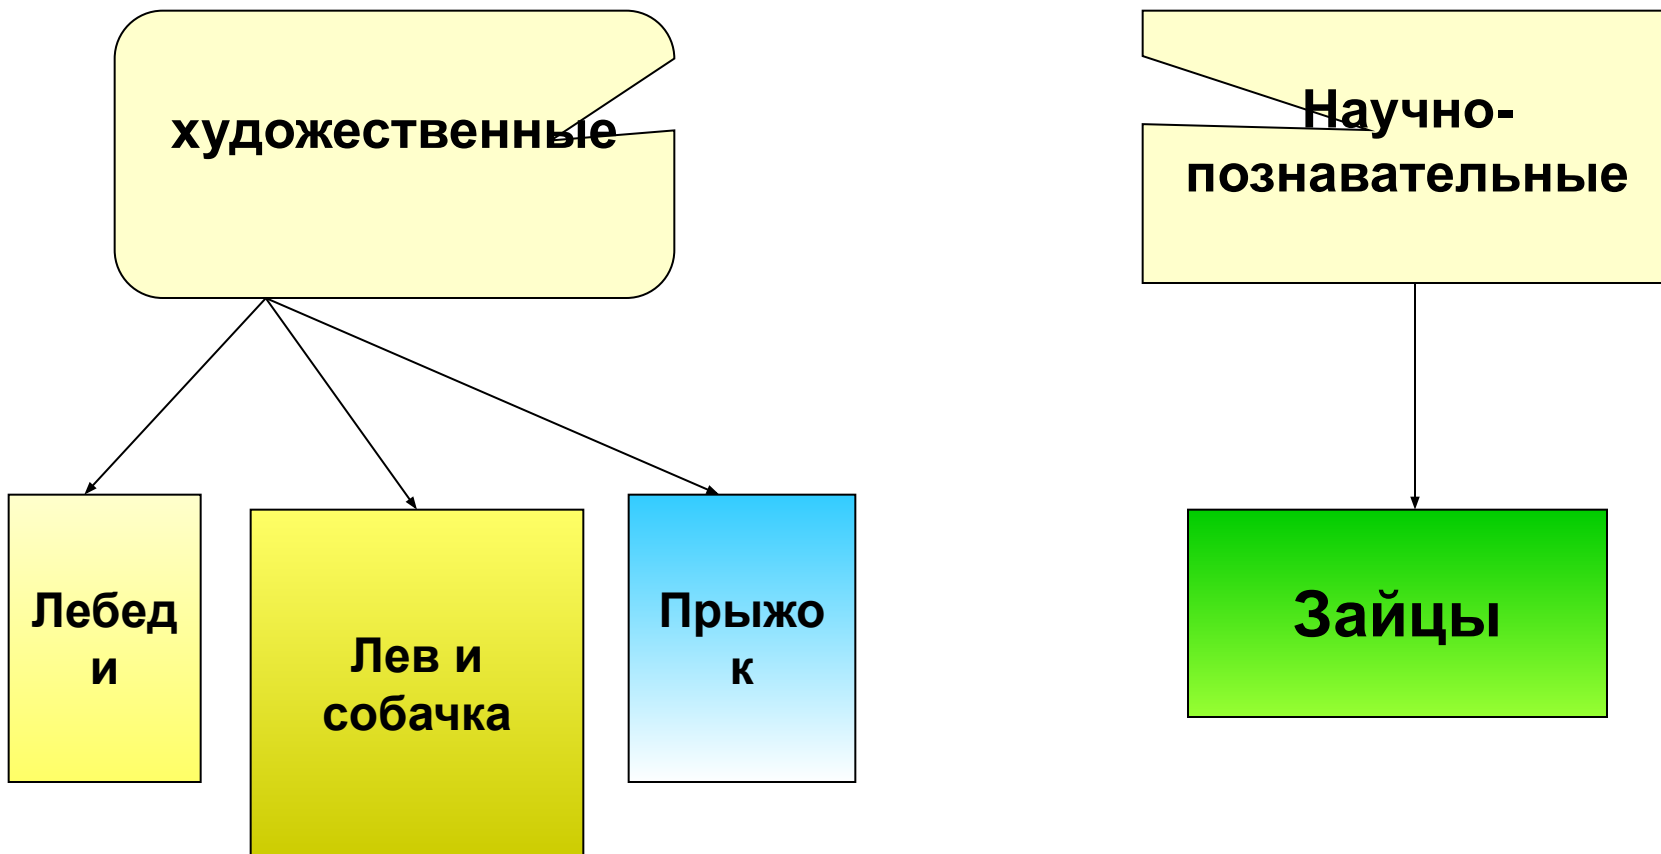 художественные
Научно-
познавательные
Лебед
и
Лев и
собачка
Прыжо
к
Зайцы